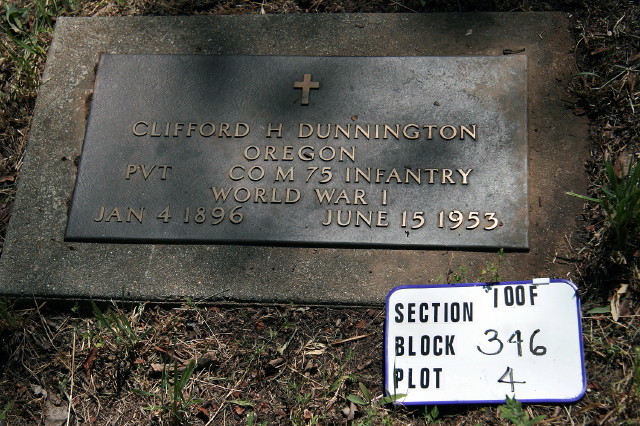 CLIFFORD H DUNNINGTON
OREGON
PVT CO M 75 INFANTRY
WORLD WAR I
JAN 4 1896 JUNE 15 1953
SECTION 100F
BLOCK 346
PLOT 4